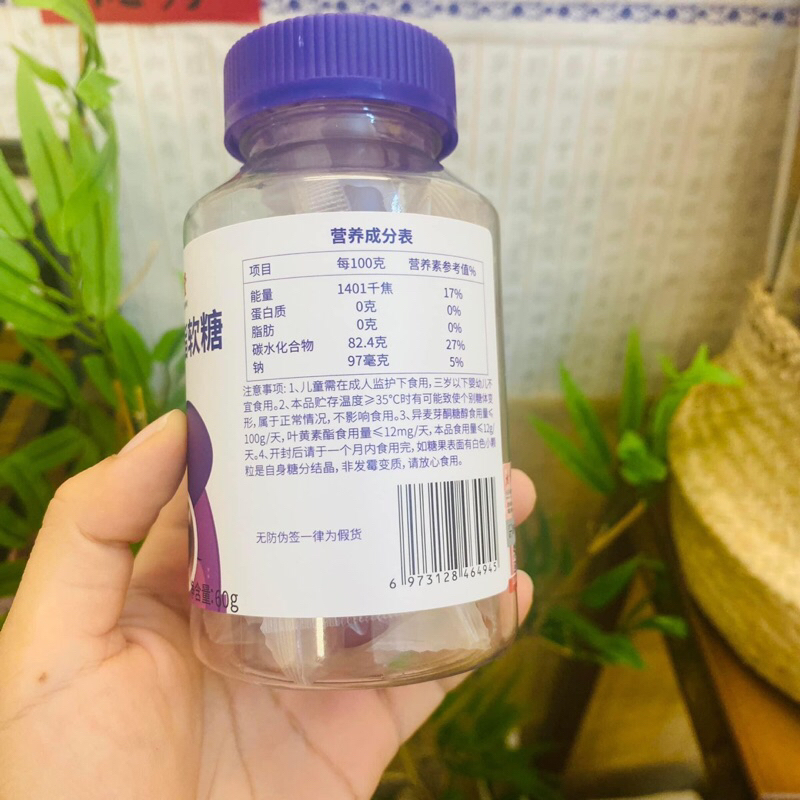 营养成分表
项目 每100克 营养素参考值%
能量 1401千焦 17%
蛋白质 0克 0%
脂肪 0克 0%
碳水化合物 82.4克 27%
钠 97毫克 5%
注意事项: 1、儿童需在成人监护下食用, 三岁以下婴幼儿不
宜食用。2、本品贮存温度≥35°C时有可能致使个别糖体变
形, 属于正常情况, 不影响食用。3、异麦芽酮糖醇食用量≤
100g/天, 叶黄素酯食用量≤12mg/天, 本品食用量≤12g/
天。4、开封后请于一个月内食用完, 如糖果表面有白色小颗
粒是自身糖分结晶, 非发霉变质, 请放心食用。
软糖
无防伪签一律为假货
6 973128 464945
含量: 60g